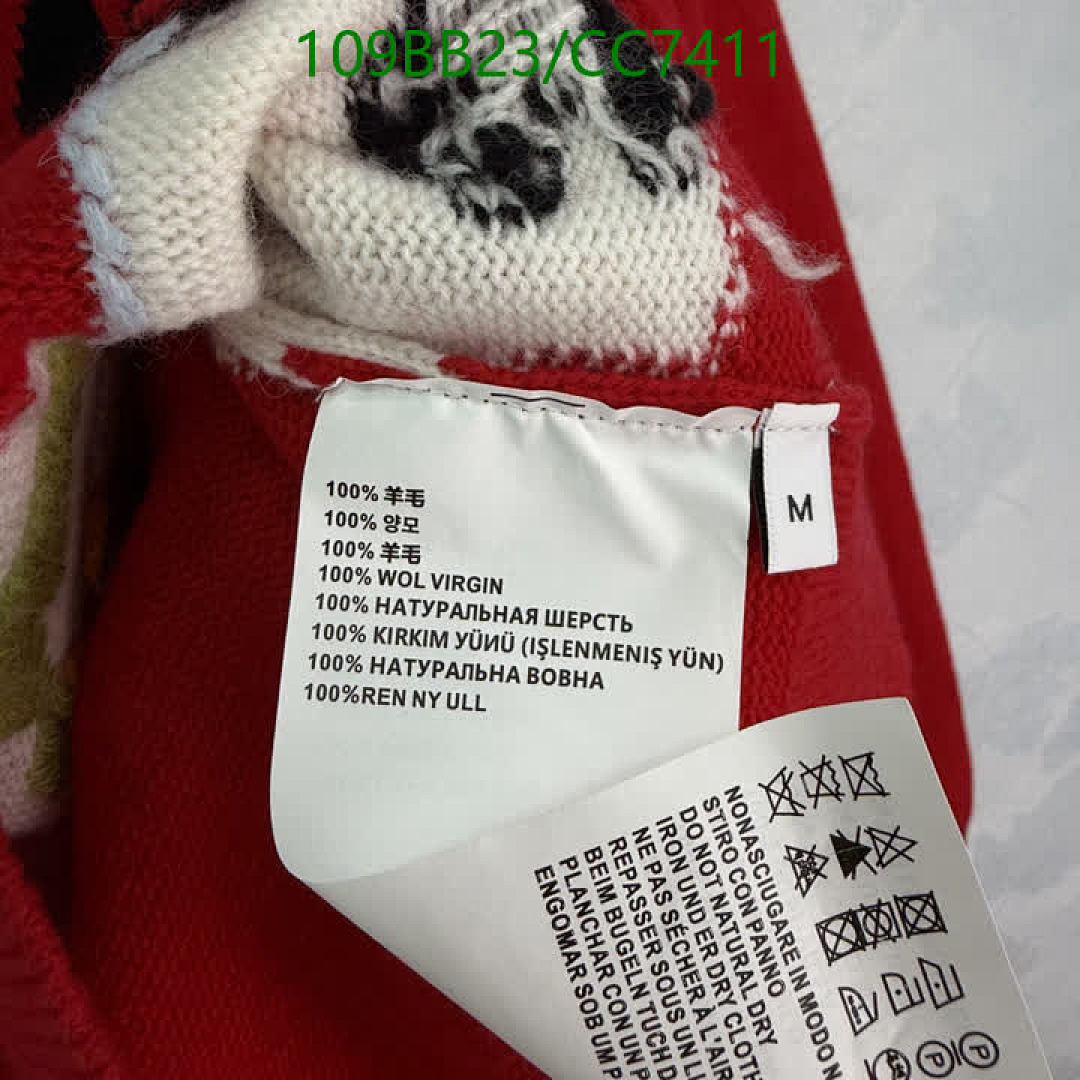 109BB23/CC7411
100% 羊毛
100% 양모
100% 羊毛
100% WOL VIRGIN
100% НАТУРАЛЬНАЯ ШЕРСТЬ
100% KIRKIM YÜИÜ (IŞLENMENIŞ YÜN)
100% НАТУРАЛЬНА ВОВНА
100%REN NY ULL
M
NONASCIUGARE IN MODO N
STIRO CON PANNO
DO NOT NATURAL DRY
IRON UND ER DRY CLOTH
NE PAS SÉCHER À L'AIR
REPASSER SOUS UN LI
BEIM BUGELN TUCH D
PLANCHAR CON UN P
ENGOMAR SOB UM P
P
P